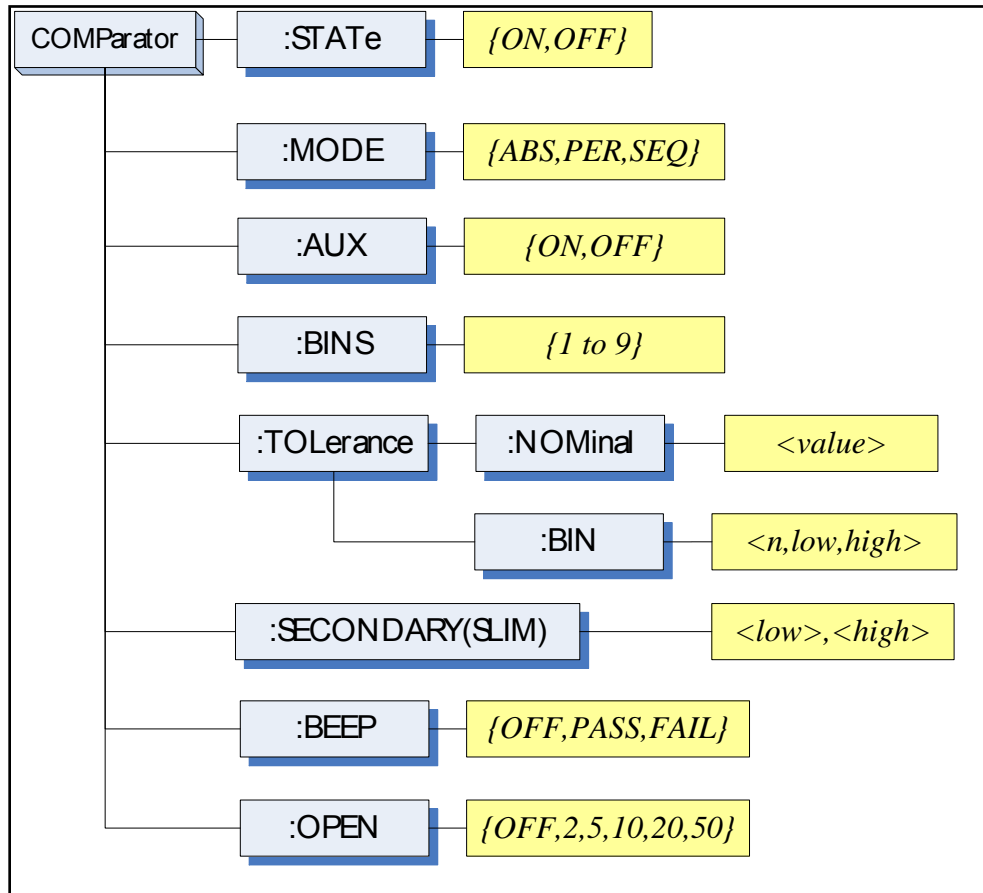 COMParator :STATe {ON,OFF}
:MODE {ABS,PER,SEQ}
:AUX {ON,OFF}
:BINS {1 to 9}
:TOLerance :NOMinal <value>
:BIN <n,low,high>
:SECONDARY(SLIM) <low>,<high>
:BEEP {OFF,PASS,FAIL}
:OPEN {OFF,2,5,10,20,50}